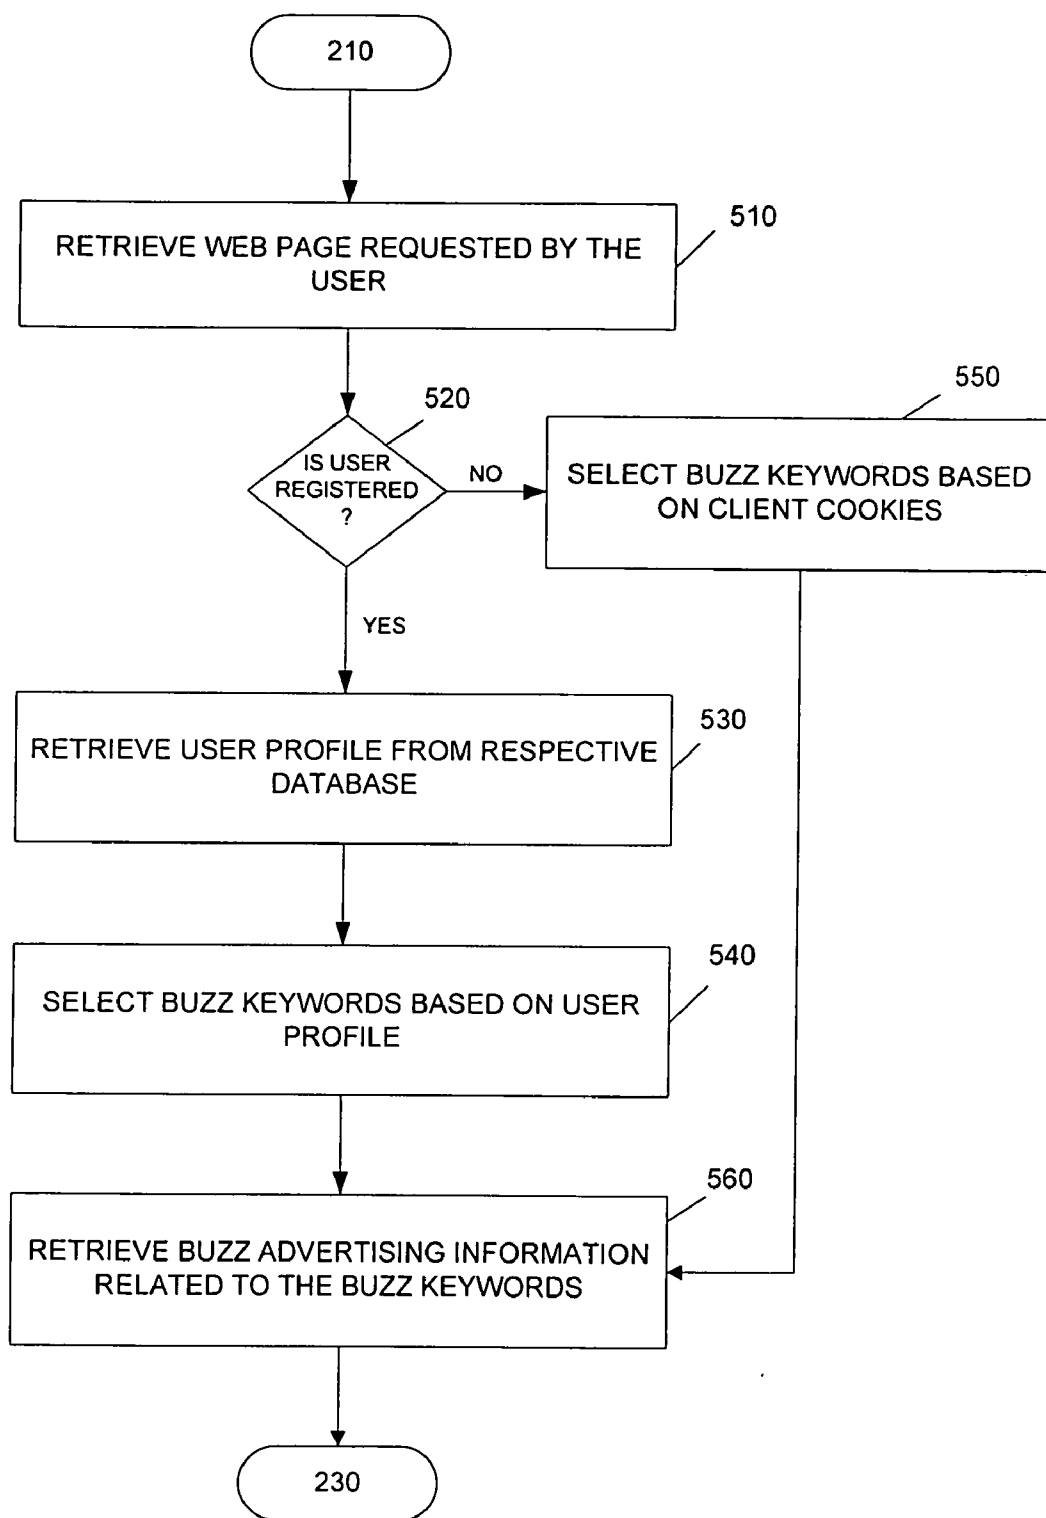 210
RETRIEVE WEB PAGE REQUESTED BY THE
USER
510
520
IS USER
REGISTERED
?
NO
550
SELECT BUZZ KEYWORDS BASED
ON CLIENT COOKIES
YES
530
RETRIEVE USER PROFILE FROM RESPECTIVE
DATABASE
540
SELECT BUZZ KEYWORDS BASED ON USER
PROFILE
560
RETRIEVE BUZZ ADVERTISING INFORMATION
RELATED TO THE BUZZ KEYWORDS
230